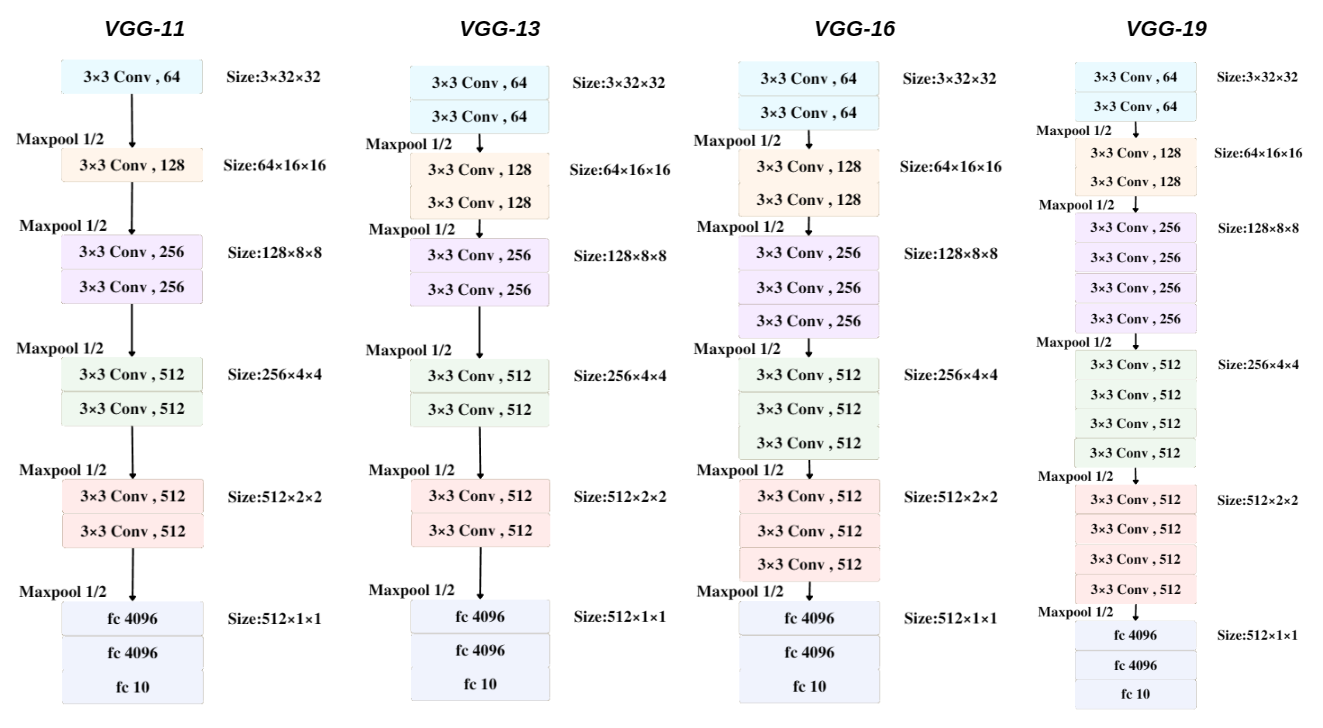 VGG-11
3×3 Conv , 64
Size:3×32×32
Maxpool 1/2
3×3 Conv , 128
Size:64×16×16
Maxpool 1/2
3×3 Conv , 256
Size:128×8×8
3×3 Conv , 256
Maxpool 1/2
3×3 Conv , 512
Size:256×4×4
3×3 Conv , 512
Maxpool 1/2
3×3 Conv , 512
Size:512×2×2
3×3 Conv , 512
Maxpool 1/2
fc 4096
Size:512×1×1
fc 4096
fc 10
VGG-13
3×3 Conv , 64
Size:3×32×32
3×3 Conv , 64
Maxpool 1/2
3×3 Conv , 128
Size:64×16×16
3×3 Conv , 128
Maxpool 1/2
3×3 Conv , 256
Size:128×8×8
3×3 Conv , 256
Maxpool 1/2
3×3 Conv , 512
Size:256×4×4
3×3 Conv , 512
Maxpool 1/2
3×3 Conv , 512
Size:512×2×2
3×3 Conv , 512
Maxpool 1/2
fc 4096
Size:512×1×1
fc 4096
fc 10
VGG-16
3×3 Conv , 64
Size:3×32×32
3×3 Conv , 64
Maxpool 1/2
3×3 Conv , 128
Size:64×16×16
3×3 Conv , 128
Maxpool 1/2
3×3 Conv , 256
Size:128×8×8
3×3 Conv , 256
3×3 Conv , 256
Maxpool 1/2
3×3 Conv , 512
Size:256×4×4
3×3 Conv , 512
3×3 Conv , 512
Maxpool 1/2
3×3 Conv , 512
Size:512×2×2
3×3 Conv , 512
3×3 Conv , 512
Maxpool 1/2
fc 4096
Size:512×1×1
fc 4096
fc 10
VGG-19
3×3 Conv , 64
Size:3×32×32
3×3 Conv , 64
Maxpool 1/2
3×3 Conv , 128
Size:64×16×16
3×3 Conv , 128
Maxpool 1/2
3×3 Conv , 256
Size:128×8×8
3×3 Conv , 256
3×3 Conv , 256
3×3 Conv , 256
Maxpool 1/2
3×3 Conv , 512
Size:256×4×4
3×3 Conv , 512
3×3 Conv , 512
3×3 Conv , 512
Maxpool 1/2
3×3 Conv , 512
Size:512×2×2
3×3 Conv , 512
3×3 Conv , 512
3×3 Conv , 512
Maxpool 1/2
fc 4096
Size:512×1×1
fc 4096
fc 10